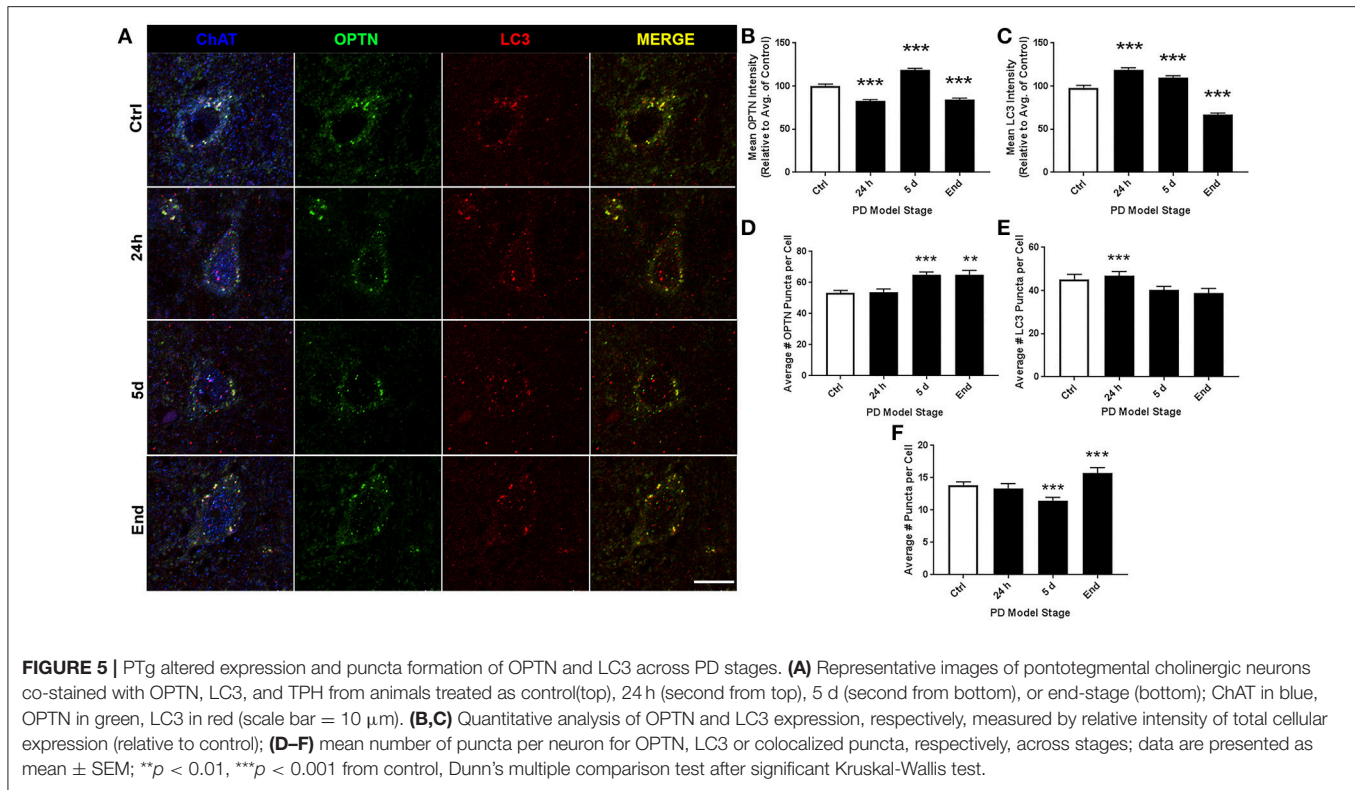 A
ChAT OPTN LC3 MERGE
Ctrl
24h
5d
End
B
Mean OPTN Intensity
(Relative to Avg. of Control)
150
100
50
0
*** *** ***
Ctrl 24 h 5 d End
PD Model Stage
C
Mean LC3 Intensity
(Relative to Avg. of Control)
150
100
50
0
*** *** ***
Ctrl 24 h 5 d End
PD Model Stage
D
Average # OPTN Puncta per Cell
80
60
40
20
0
*** **
Ctrl 24 h 5 d End
PD Model Stage
E
Average # LC3 Puncta per Cell
60
40
20
0
***
Ctrl 24 h 5 d End
PD Model Stage
F
Average # Puncta per Cell
20
15
10
5
0
*** ***
Ctrl 24 h 5 d End
PD Model Stage
FIGURE 5 | PTg altered expression and puncta formation of OPTN and LC3 across PD stages. (A) Representative images of pontotegmental cholinergic neurons
co-stained with OPTN, LC3, and TPH from animals treated as control(top), 24 h (second from top), 5 d (second from bottom), or end-stage (bottom); ChAT in blue,
OPTN in green, LC3 in red (scale bar = 10 μm). (B,C) Quantitative analysis of OPTN and LC3 expression, respectively, measured by relative intensity of total cellular
expression (relative to control); (D–F) mean number of puncta per neuron for OPTN, LC3 or colocalized puncta, respectively, across stages; data are presented as
mean ± SEM; **p < 0.01, ***p < 0.001 from control, Dunn's multiple comparison test after significant Kruskal-Wallis test.